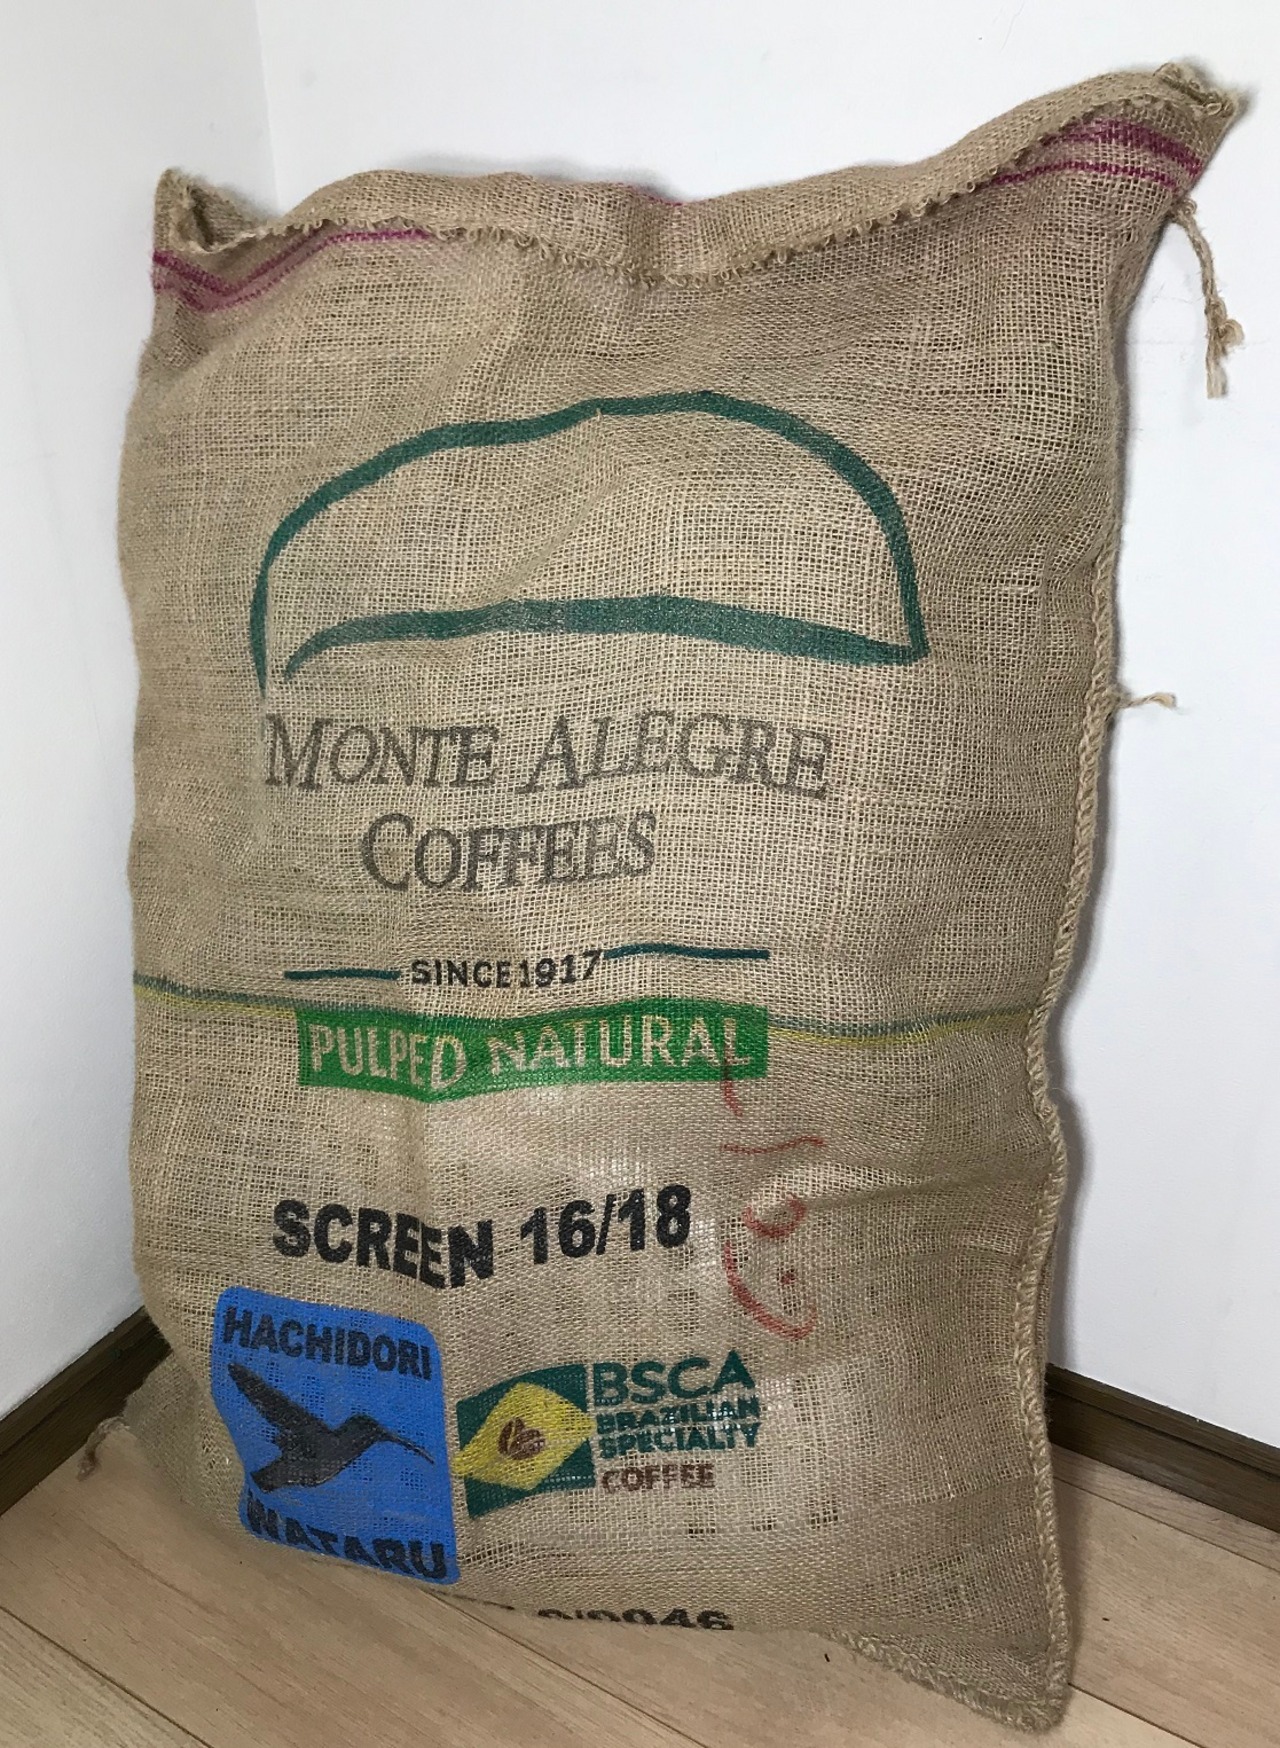 MONTE ALEGRE
COFFEES
SINCE 1917
PULPED NATURAL
SCREEN 16/18
HACHIDORI
WATARU
BSCA
BRAZILIAN
SPECIALTY
COFFEE